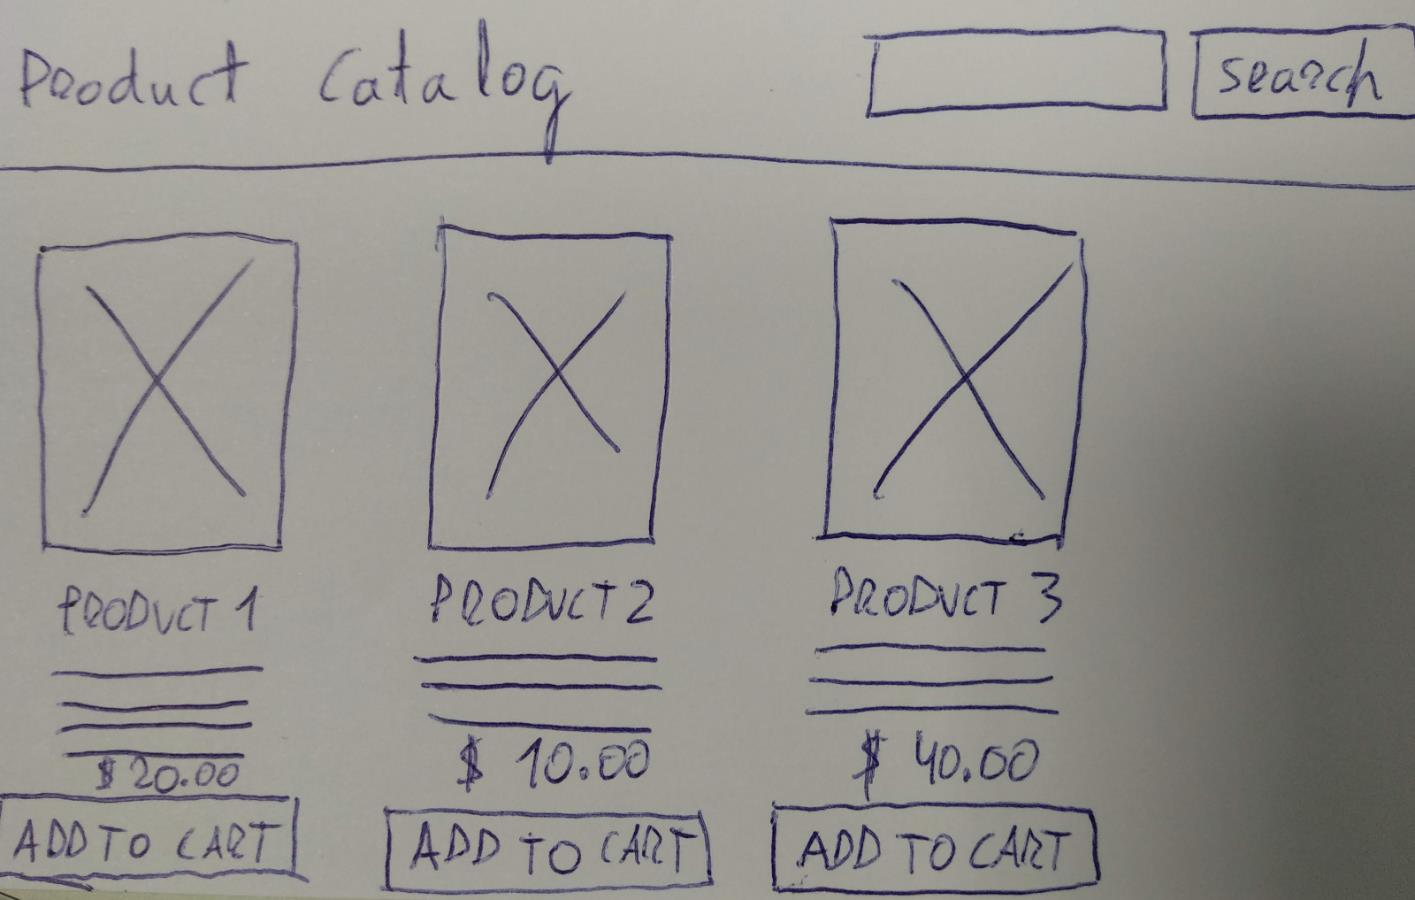 Product Catalog
search
PRODUCT 1
PRODUCT 2
PRODUCT 3
$ 20.00
$ 10.00
$ 40.00
ADD TO CART
ADD TO CART
ADD TO CART